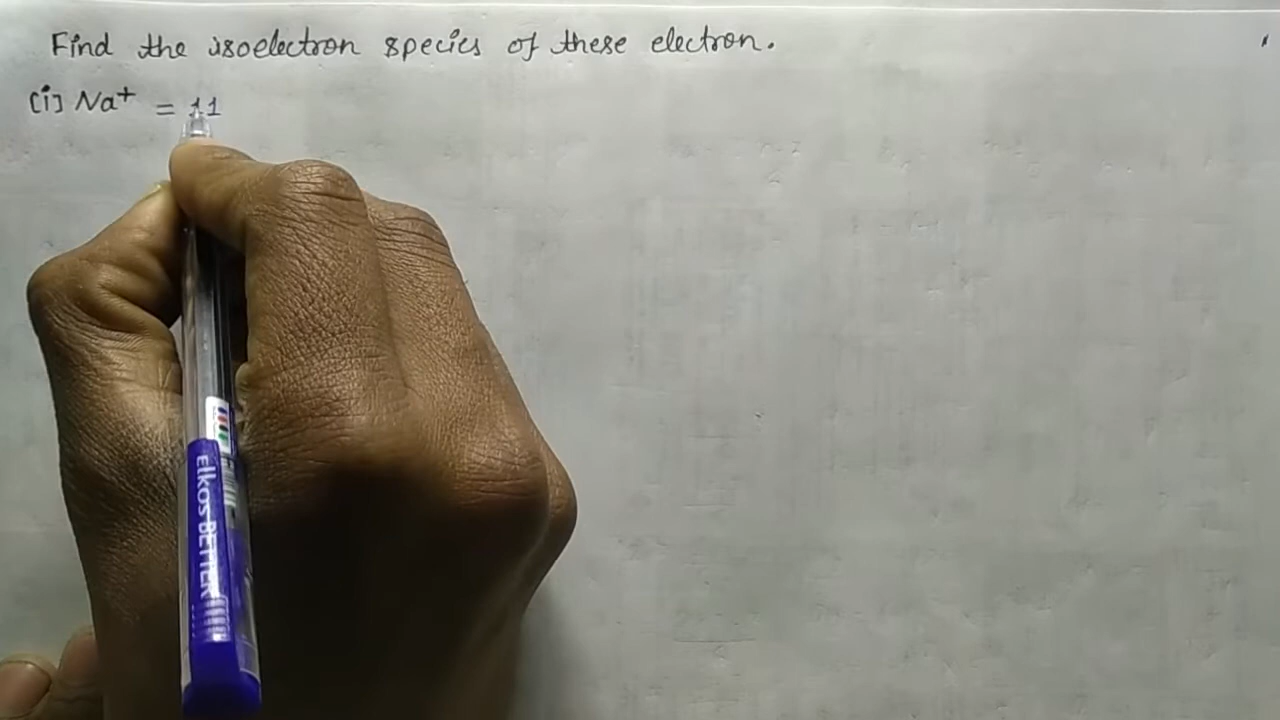 Find the isoelectron species of these electron.
(i) Na⁺ = 11
elkos BETTER